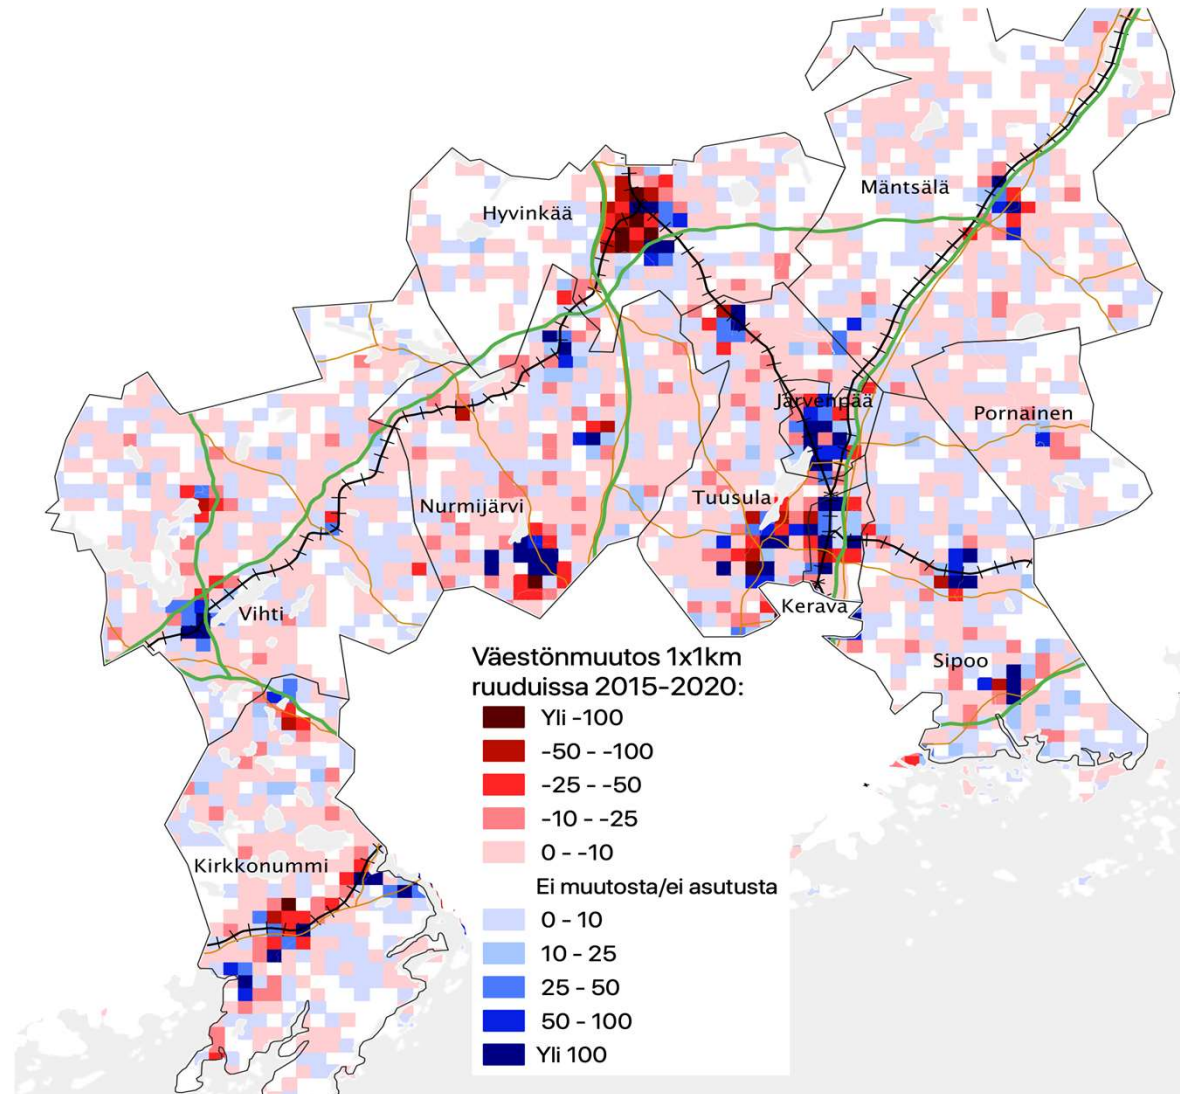 Mäntsälä
Hyvinkää
Järvenpää
Pornainen
Tuusula
Nurmijärvi
Kerava
Vihti
Sipoo
Kirkkonummi
Väestönmuutos 1x1km
ruuduissa 2015-2020:
Yli -100
-50 - -100
-25 - -50
-10 - -25
0 - -10
Ei muutosta/ei asutusta
0 - 10
10 - 25
25 - 50
50 - 100
Yli 100